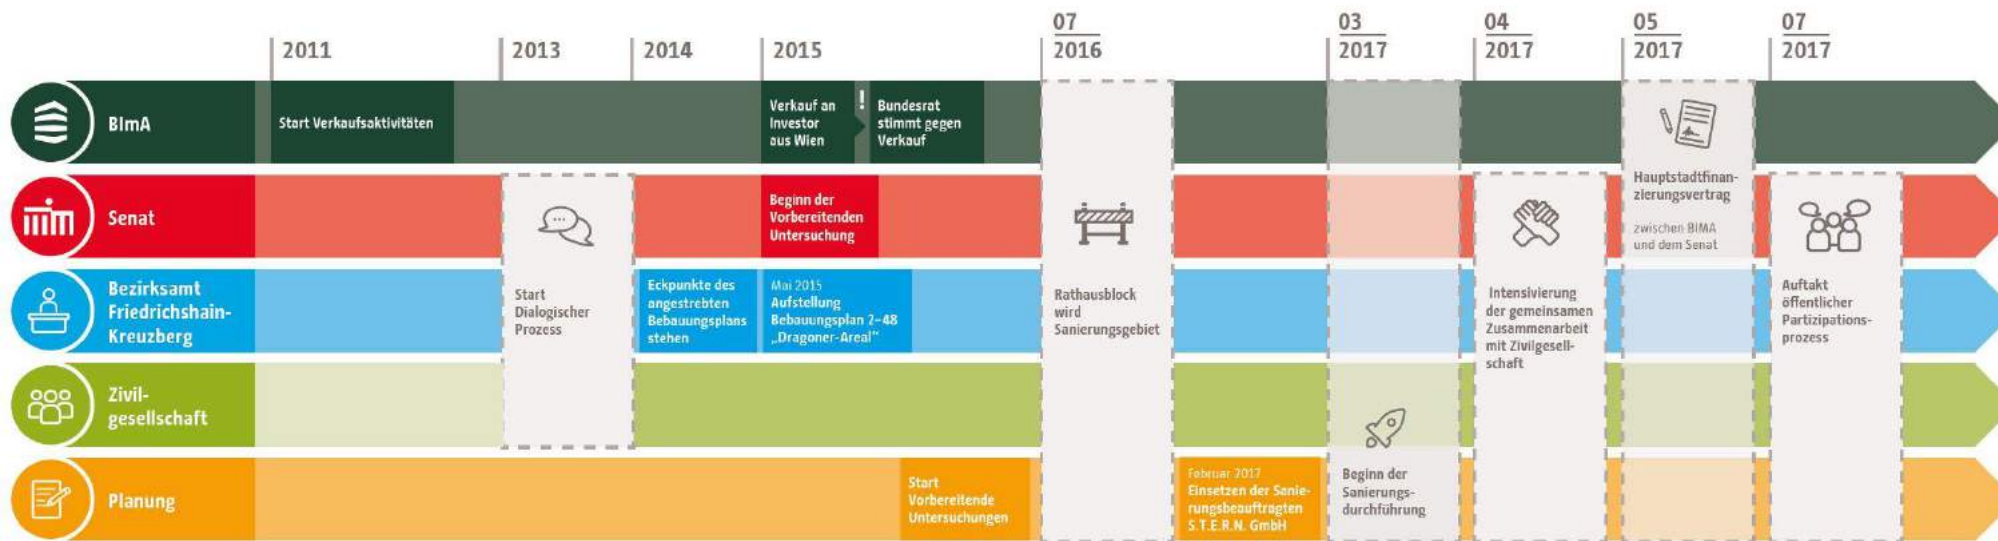 2011
2013
2014
2015
07
2016
03
2017
04
2017
05
2017
07
2017
BImA
Start Verkaufsaktivitäten
Verkauf an
Investor
aus Wien
!
Bundesrat
stimmt gegen
Verkauf
Senat
Beginn der
Vorbereitenden
Untersuchung
Hauptstadtfinan-
zierungsvertrag
zwischen BIMA
und dem Senat
Bezirksamt
Friedrichshain-
Kreuzberg
Start
Dialogischer
Prozess
Eckpunkte des
angestrebten
Bebauungsplans
stehen
Mai 2015
Aufstellung
Bebauungsplan 2–48
„Dragoner-Areal“
Rathausblock
wird
Sanierungsgebiet
Intensivierung
der gemeinsamen
Zusammenarbeit
mit Zivilgesell-
schaft
Auftakt
öffentlicher
Partizipations-
prozess
Zivil-
gesellschaft
Planung
Start
Vorbereitende
Untersuchungen
Februar 2017
Einsetzen der Sanie-
rungsbeauftragten
S.T.E.R.N. GmbH
Beginn der
Sanierungs-
durchführung